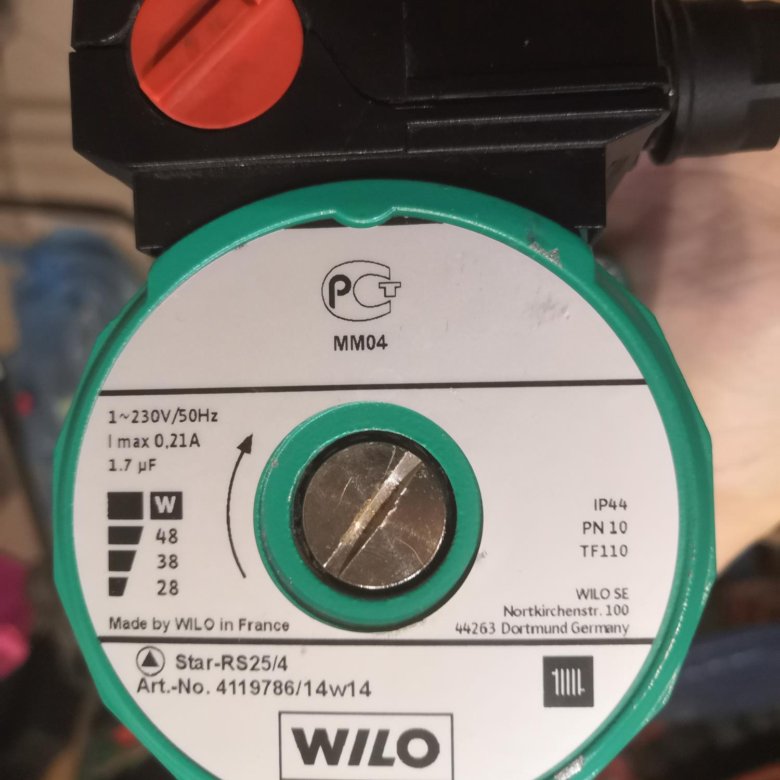 РСТ
MM04
1~230V/50Hz
I max 0,21A
1.7 µF
W
48
38
28
IP44
PN 10
TF110
Made by WILO in France
WILO SE
Nortkirchenstr. 100
44263 Dortmund Germany
Star-RS25/4
Art.-No. 4119786/14w14
WILO